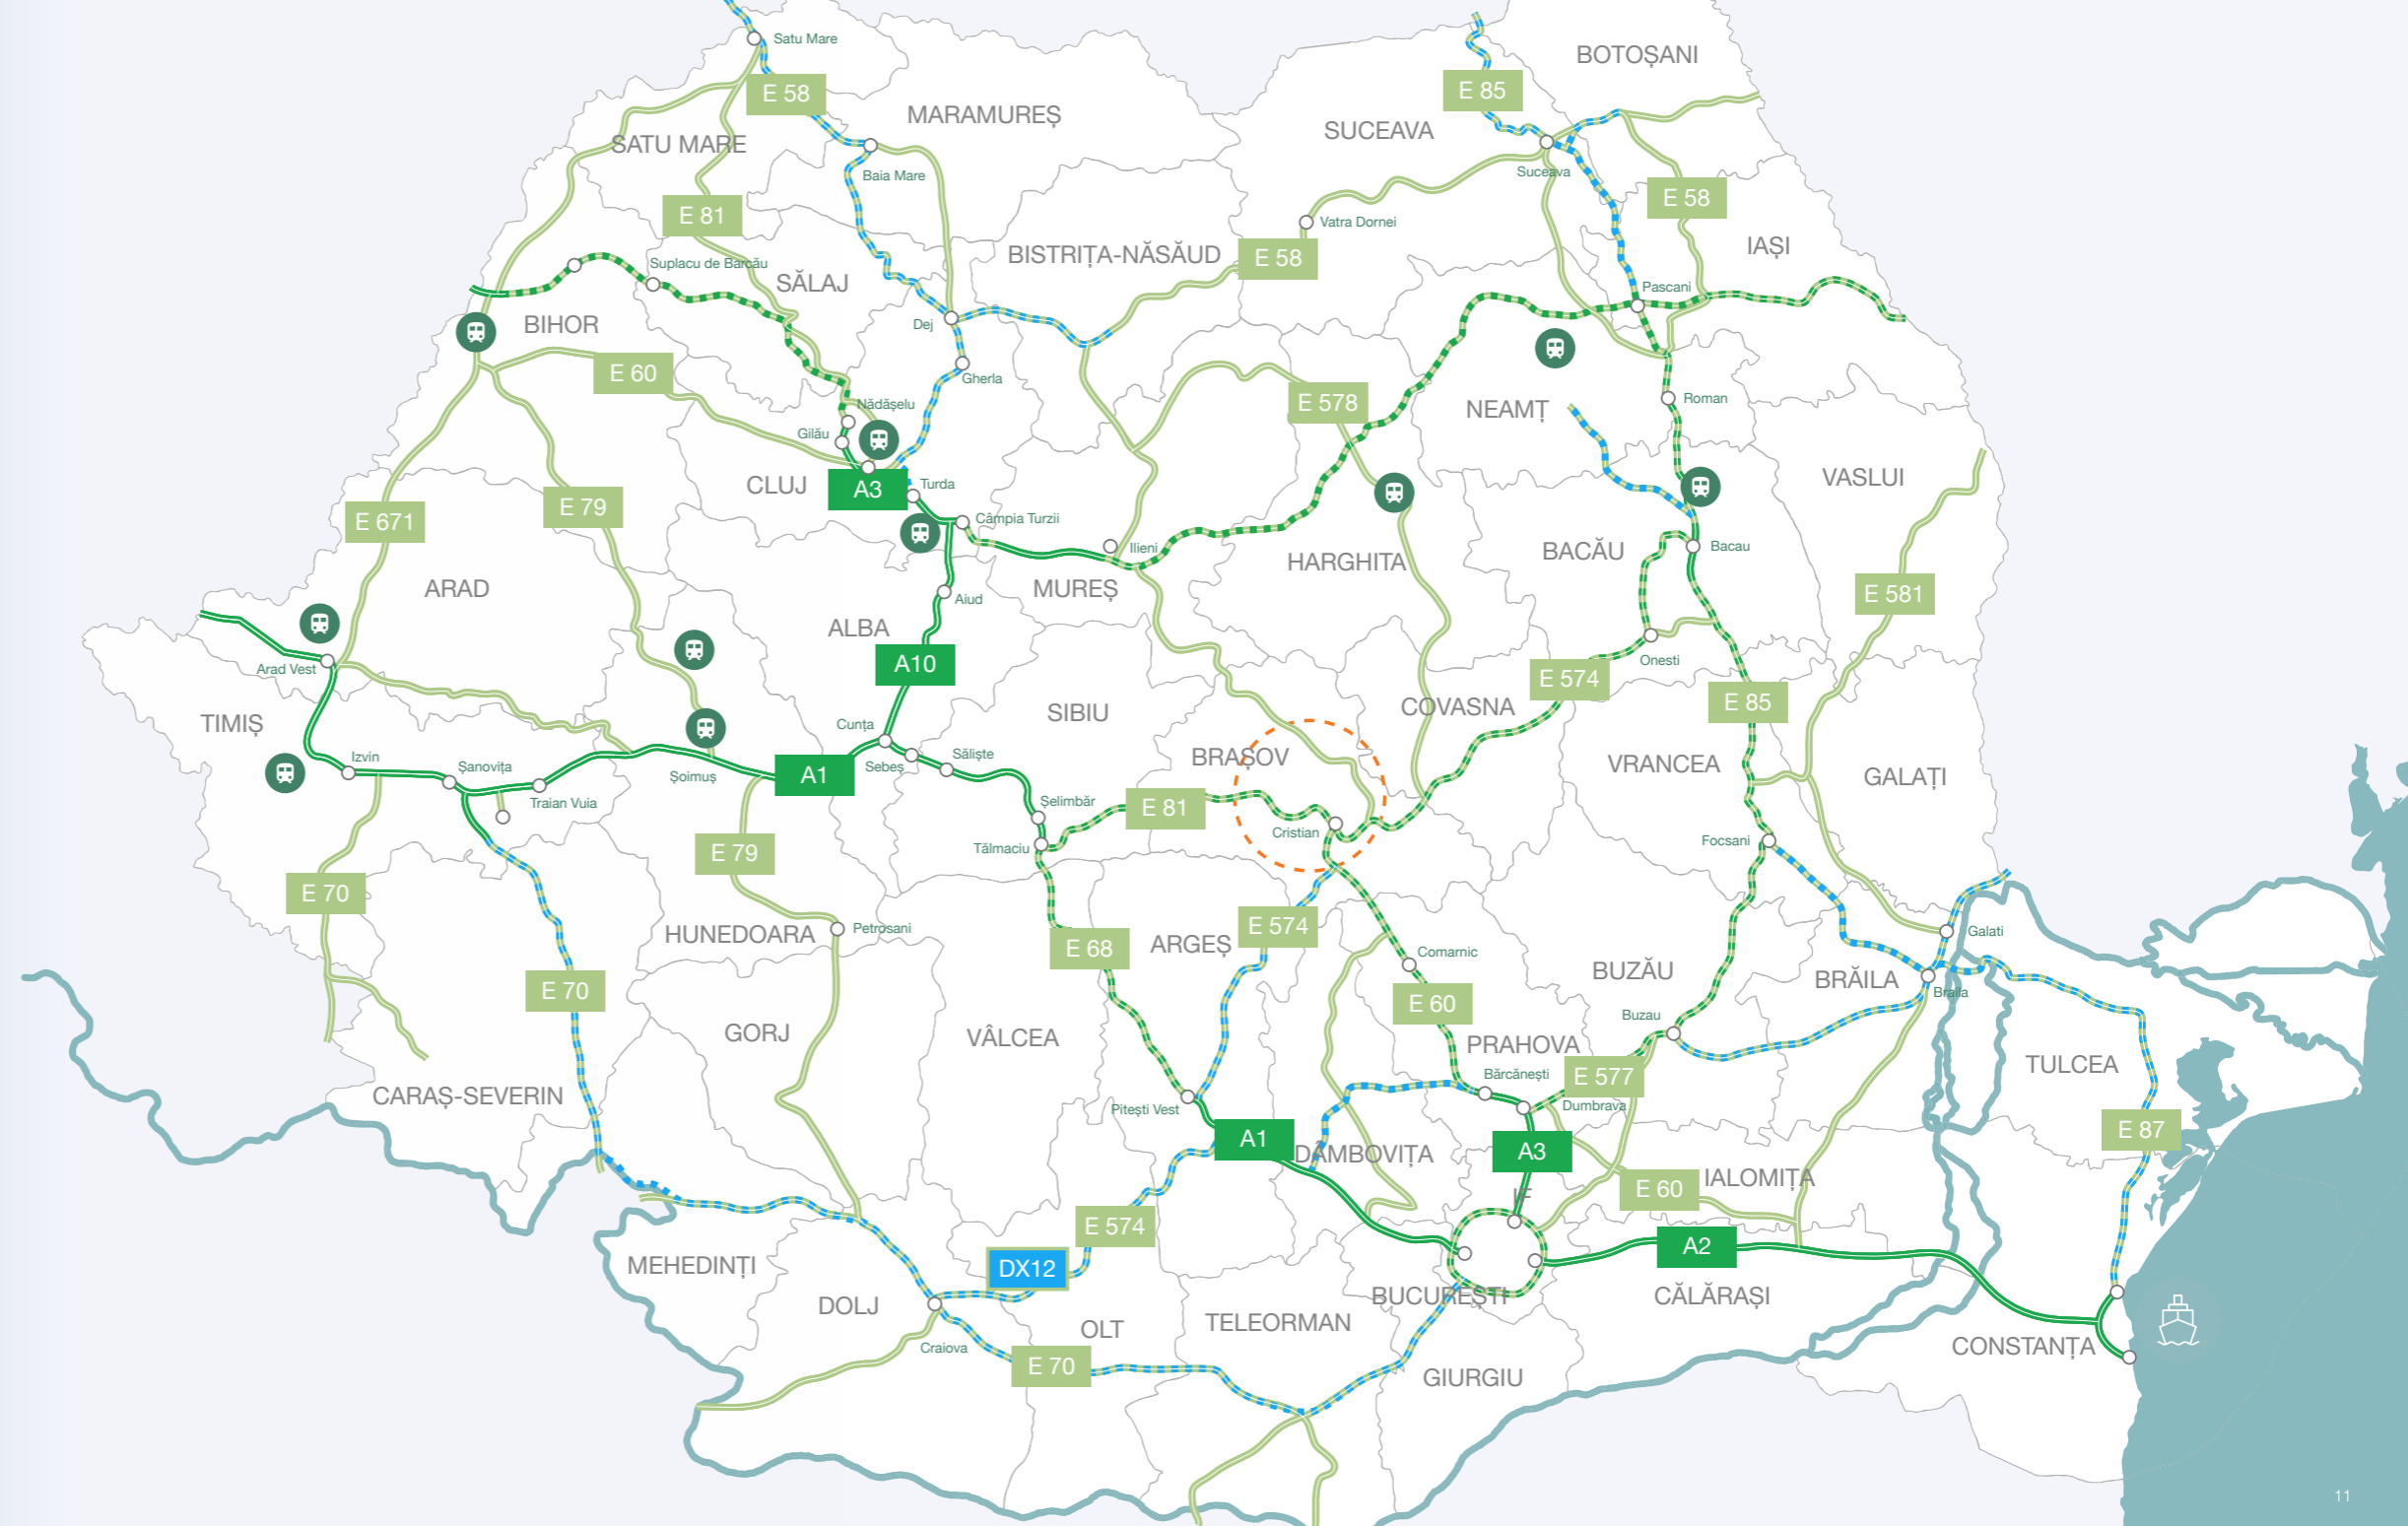 Satu Mare
BOTOȘANI
E 58
E 85
MARAMUREȘ
SUCEAVA
SATU MARE
Baia Mare
Suceava
E 81
E 58
Vatra Dornei
IAȘI
BISTRIȚA-NĂSĂUD
E 58
Suplacu de Bârcău
SĂLAJ
Pascani
BIHOR
Dej
E 60
Gherla
E 578
Nădășelu
NEAMȚ
Roman
Gilău
CLUJ
A3
Turda
VASLUI
E 671
E 79
Câmpia Turzii
Ilieni
BACĂU
Bacau
HARGHITA
ARAD
MUREȘ
Aiud
E 581
ALBA
A10
Arad Vest
Onesti
E 574
E 85
TIMIȘ
SIBIU
COVASNA
Cunța
Izvin
Șanovița
Șoimuș
A1
Sebeș
Săliște
BRAȘOV
VRANCEA
GALAȚI
Traian Vuia
Șelimbăr
E 81
Cristian
Tălmaciu
Focsani
E 79
E 70
HUNEDOARA
Petrosani
E 68
ARGEȘ
E 574
Galati
Comarnic
BUZĂU
BRĂILA
Braila
E 70
E 60
Buzau
GORJ
VÂLCEA
PRAHOVA
TULCEA
Bărcănești
E 577
CARAȘ-SEVERIN
Pitești Vest
Dumbrava
A1
DÂMBOVIȚA
A3
E 87
IALOMIȚA
E 60
IF
E 574
A2
MEHEDINȚI
DX12
DOLJ
BUCUREȘTI
CĂLĂRAȘI
OLT
TELEORMAN
CONSTANȚA
Craiova
E 70
GIURGIU
11